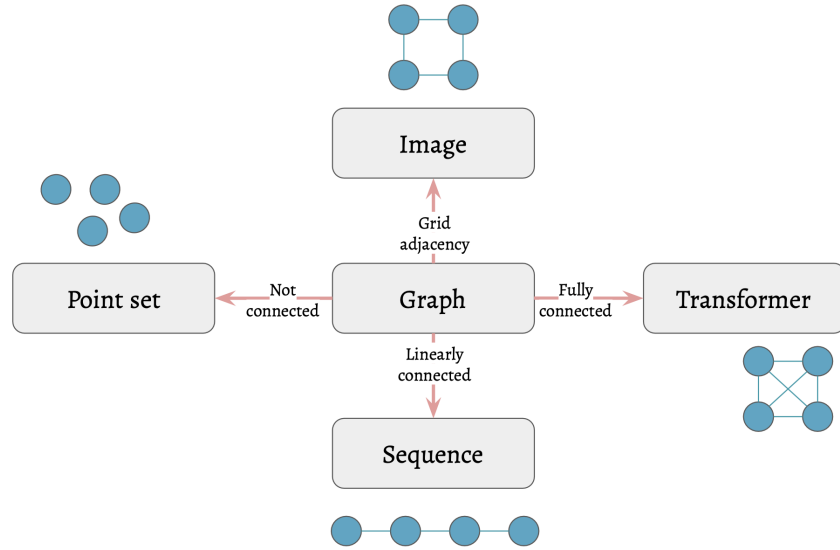 Image
Grid
adjacency
Point set
Not
connected
Graph
Fully
connected
Transformer
Linearly
connected
Sequence